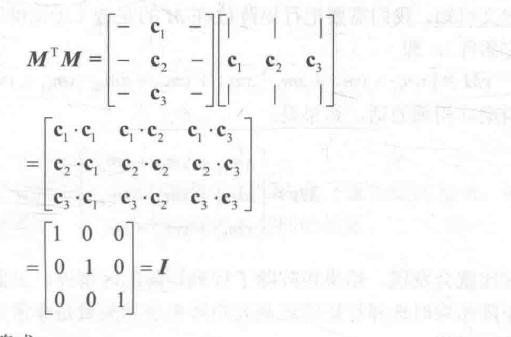 M^T M = [ − c₁ − ; − c₂ − ; − c₃ − ] [ | | | ; c₁ c₂ c₃ ; | | | ]
= [ c₁·c₁ c₁·c₂ c₁·c₃ ; c₂·c₁ c₂·c₂ c₂·c₃ ; c₃·c₁ c₃·c₂ c₃·c₃ ]
= [ 1 0 0 ; 0 1 0 ; 0 0 1 ] = I